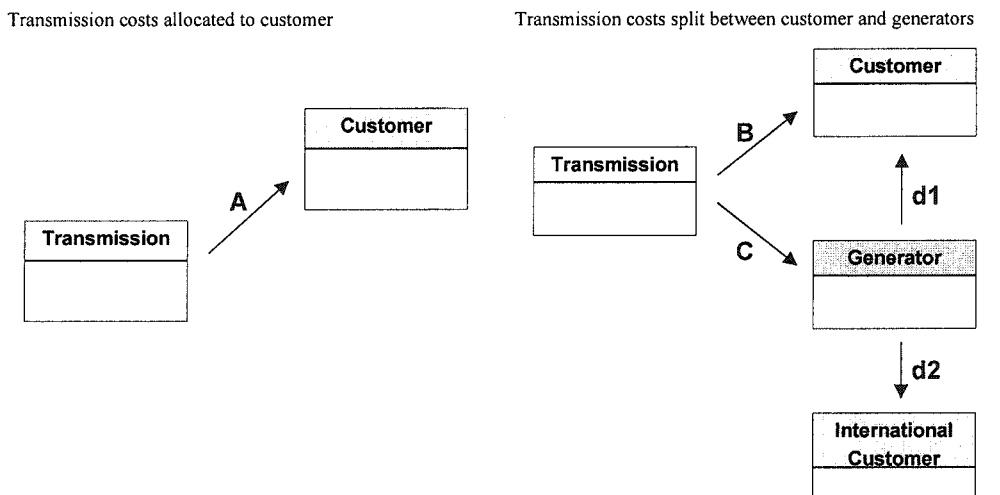 Transmission costs allocated to customer
Customer
A
Transmission
Transmission costs split between customer and generators
Customer
B
Transmission
d1
C
Generator
d2
International
Customer